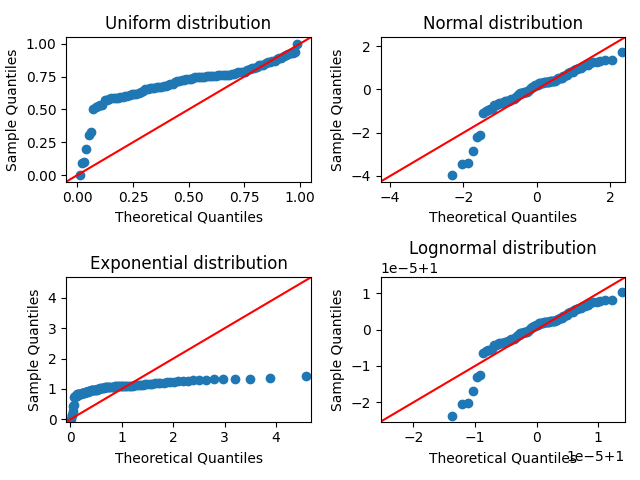 Uniform distribution
1.00
0.75
0.50
0.25
0.00
Sample Quantiles
0.00 0.25 0.50 0.75 1.00
Theoretical Quantiles
Normal distribution
2
0
−2
−4
Sample Quantiles
−4 −2 0 2
Theoretical Quantiles
Exponential distribution
4
3
2
1
0
Sample Quantiles
0 1 2 3 4
Theoretical Quantiles
Lognormal distribution
1e−5+1
1
0
−1
−2
Sample Quantiles
−2 −1 0 1
Theoretical Quantiles
1e−5+1